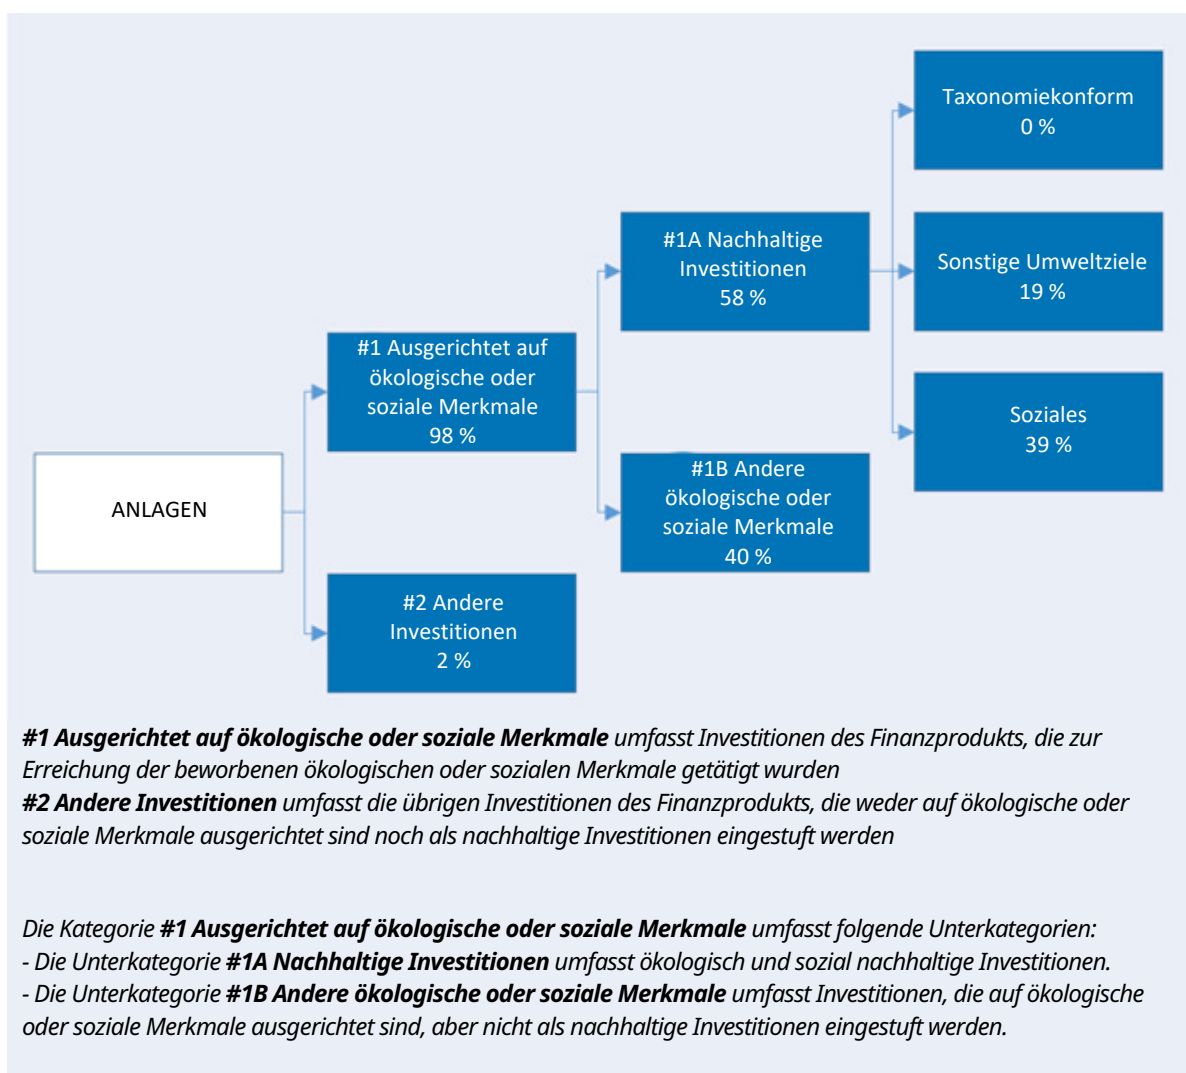 Taxonomiekonform
0 %
#1A Nachhaltige
Investitionen
58 %
Sonstige Umweltziele
19 %
#1 Ausgerichtet auf
ökologische oder
soziale Merkmale
98 %
Soziales
39 %
ANLAGEN
#1B Andere
ökologische oder
soziale Merkmale
40 %
#2 Andere
Investitionen
2 %
#1 Ausgerichtet auf ökologische oder soziale Merkmale umfasst Investitionen des Finanzprodukts, die zur
Erreichung der beworbenen ökologischen oder sozialen Merkmale getätigt wurden
#2 Andere Investitionen umfasst die übrigen Investitionen des Finanzprodukts, die weder auf ökologische oder
soziale Merkmale ausgerichtet sind noch als nachhaltige Investitionen eingestuft werden
Die Kategorie #1 Ausgerichtet auf ökologische oder soziale Merkmale umfasst folgende Unterkategorien:
- Die Unterkategorie #1A Nachhaltige Investitionen umfasst ökologisch und sozial nachhaltige Investitionen.
- Die Unterkategorie #1B Andere ökologische oder soziale Merkmale umfasst Investitionen, die auf ökologische
oder soziale Merkmale ausgerichtet sind, aber nicht als nachhaltige Investitionen eingestuft werden.